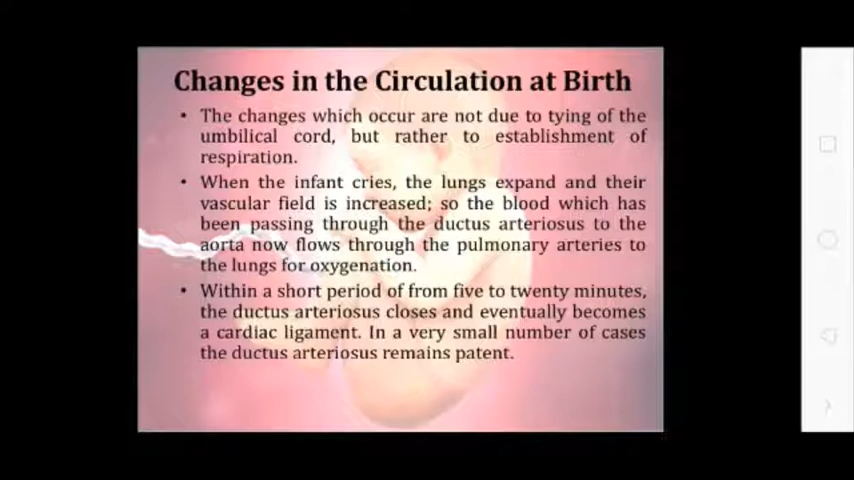 Changes in the Circulation at Birth
• The changes which occur are not due to tying of the
umbilical cord, but rather to establishment of
respiration.
• When the infant cries, the lungs expand and their
vascular field is increased; so the blood which has
been passing through the ductus arteriosus to the
aorta now flows through the pulmonary arteries to
the lungs for oxygenation.
• Within a short period of from five to twenty minutes,
the ductus arteriosus closes and eventually becomes
a cardiac ligament. In a very small number of cases
the ductus arteriosus remains patent.